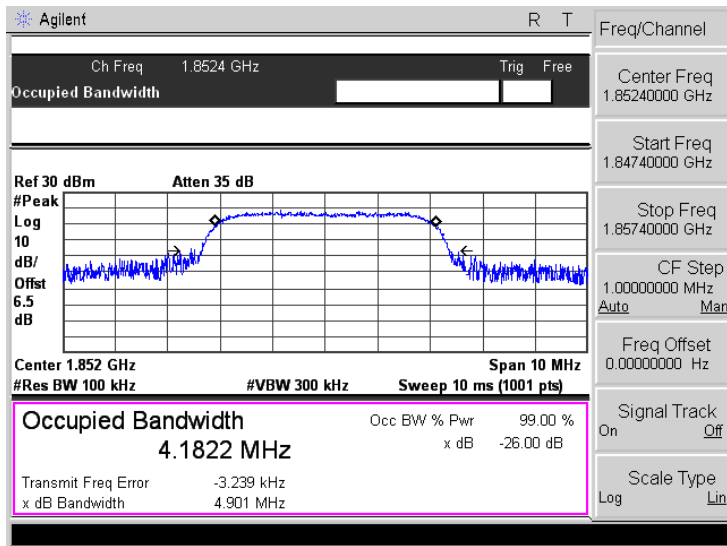 Agilent R T
Freq/Channel
Ch Freq 1.8524 GHz Trig Free
Occupied Bandwidth
Center Freq
1.85240000 GHz
Start Freq
1.84740000 GHz
Stop Freq
1.85740000 GHz
CF Step
1.00000000 MHz
Auto Man
Freq Offset
0.00000000 Hz
Signal Track
On Off
Scale Type
Log Lin
Ref 30 dBm Atten 35 dB
#Peak
Log
10
dB/
Offst
6.5
dB
Center 1.852 GHz Span 10 MHz
#Res BW 100 kHz #VBW 300 kHz Sweep 10 ms (1001 pts)
Occupied Bandwidth Occ BW % Pwr 99.00 %
4.1822 MHz x dB -26.00 dB
Transmit Freq Error -3.239 kHz
x dB Bandwidth 4.901 MHz